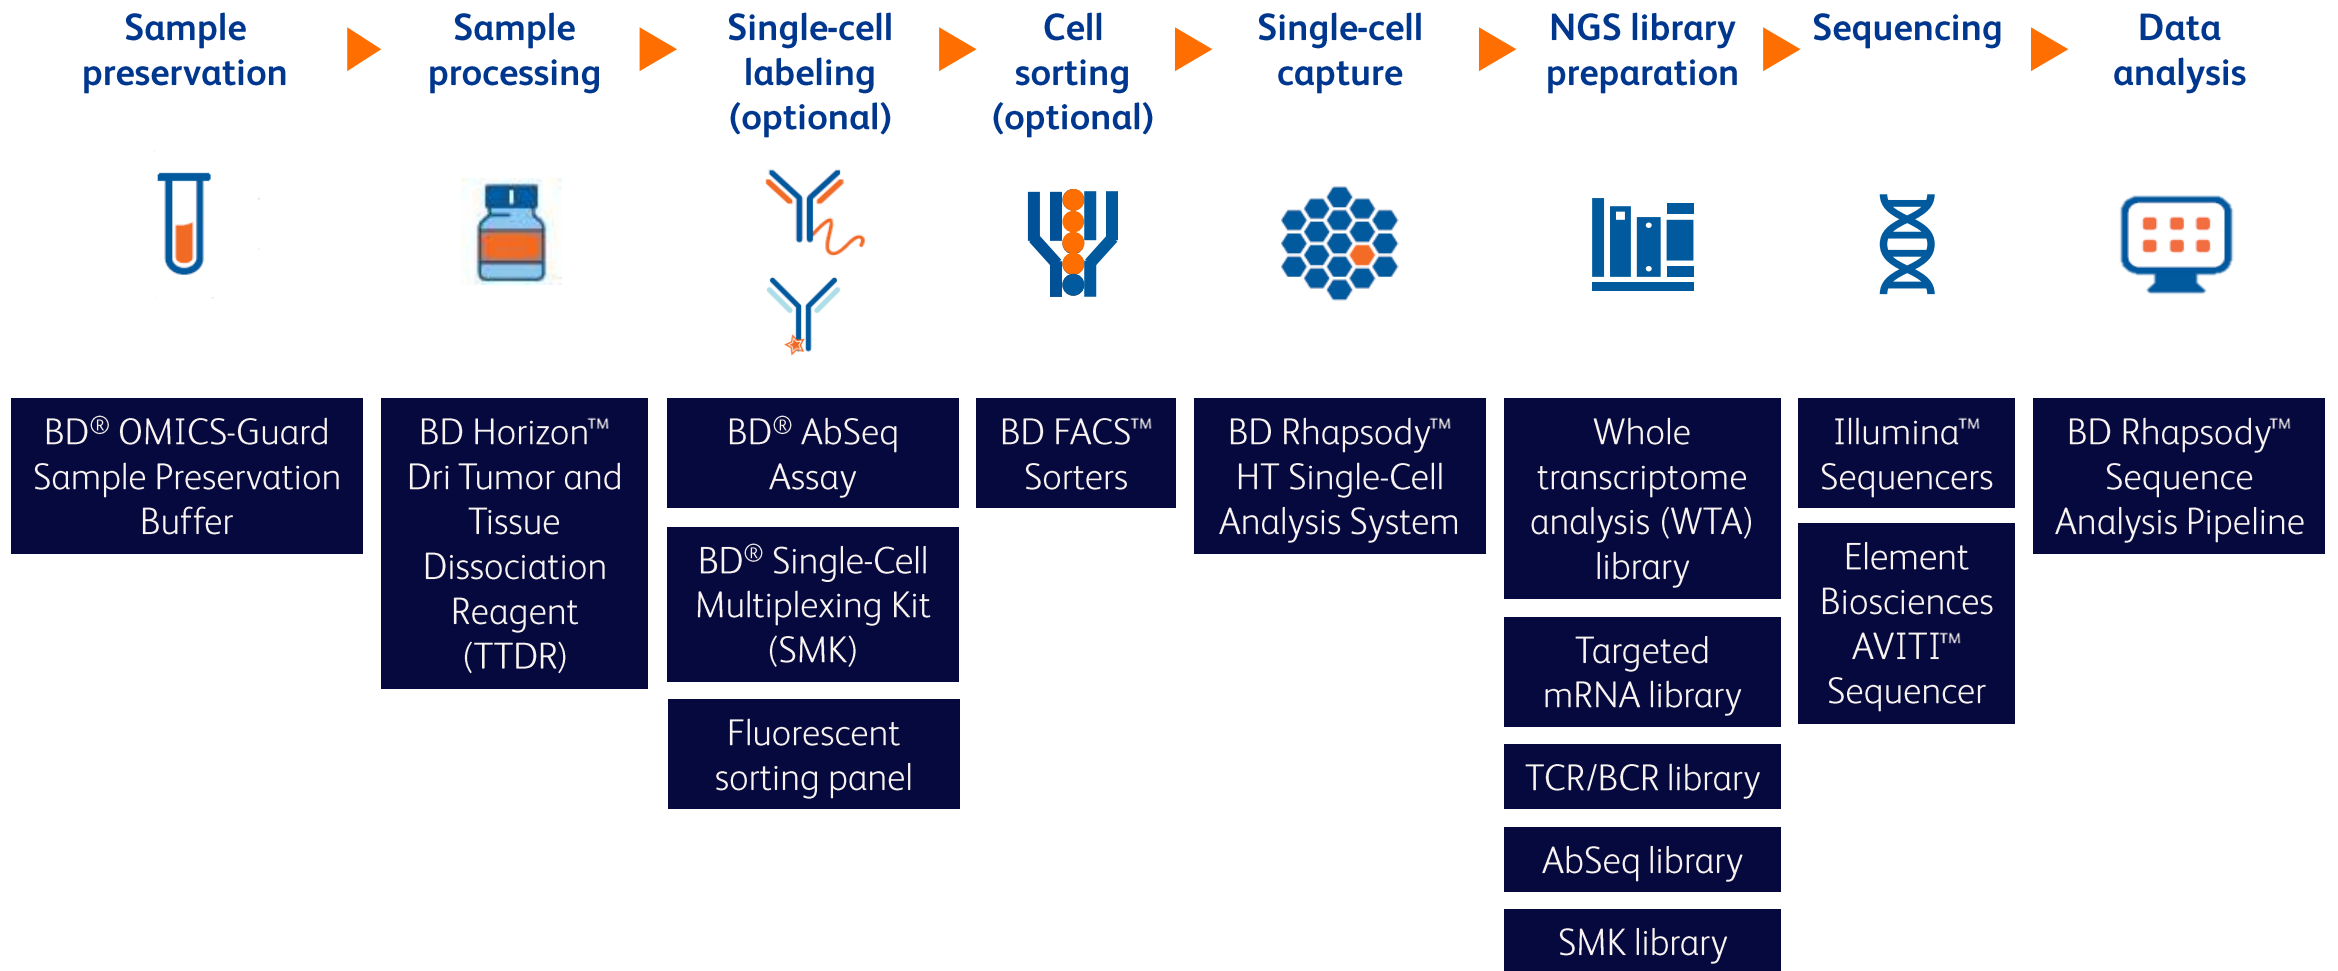 Sample
preservation
Sample
processing
Single-cell
labeling
(optional)
Cell
sorting
(optional)
Single-cell
capture
NGS library
preparation
Sequencing
Data
analysis
BD® OMICS-Guard
Sample Preservation
Buffer
BD Horizon™
Dri Tumor and
Tissue
Dissociation
Reagent
(TTDR)
BD® AbSeq
Assay
BD® Single-Cell
Multiplexing Kit
(SMK)
Fluorescent
sorting panel
BD FACS™
Sorters
BD Rhapsody™
HT Single-Cell
Analysis System
Whole
transcriptome
analysis (WTA)
library
Targeted
mRNA library
TCR/BCR library
AbSeq library
SMK library
Illumina™
Sequencers
Element
Biosciences
AVITI™
Sequencer
BD Rhapsody™
Sequence
Analysis Pipeline